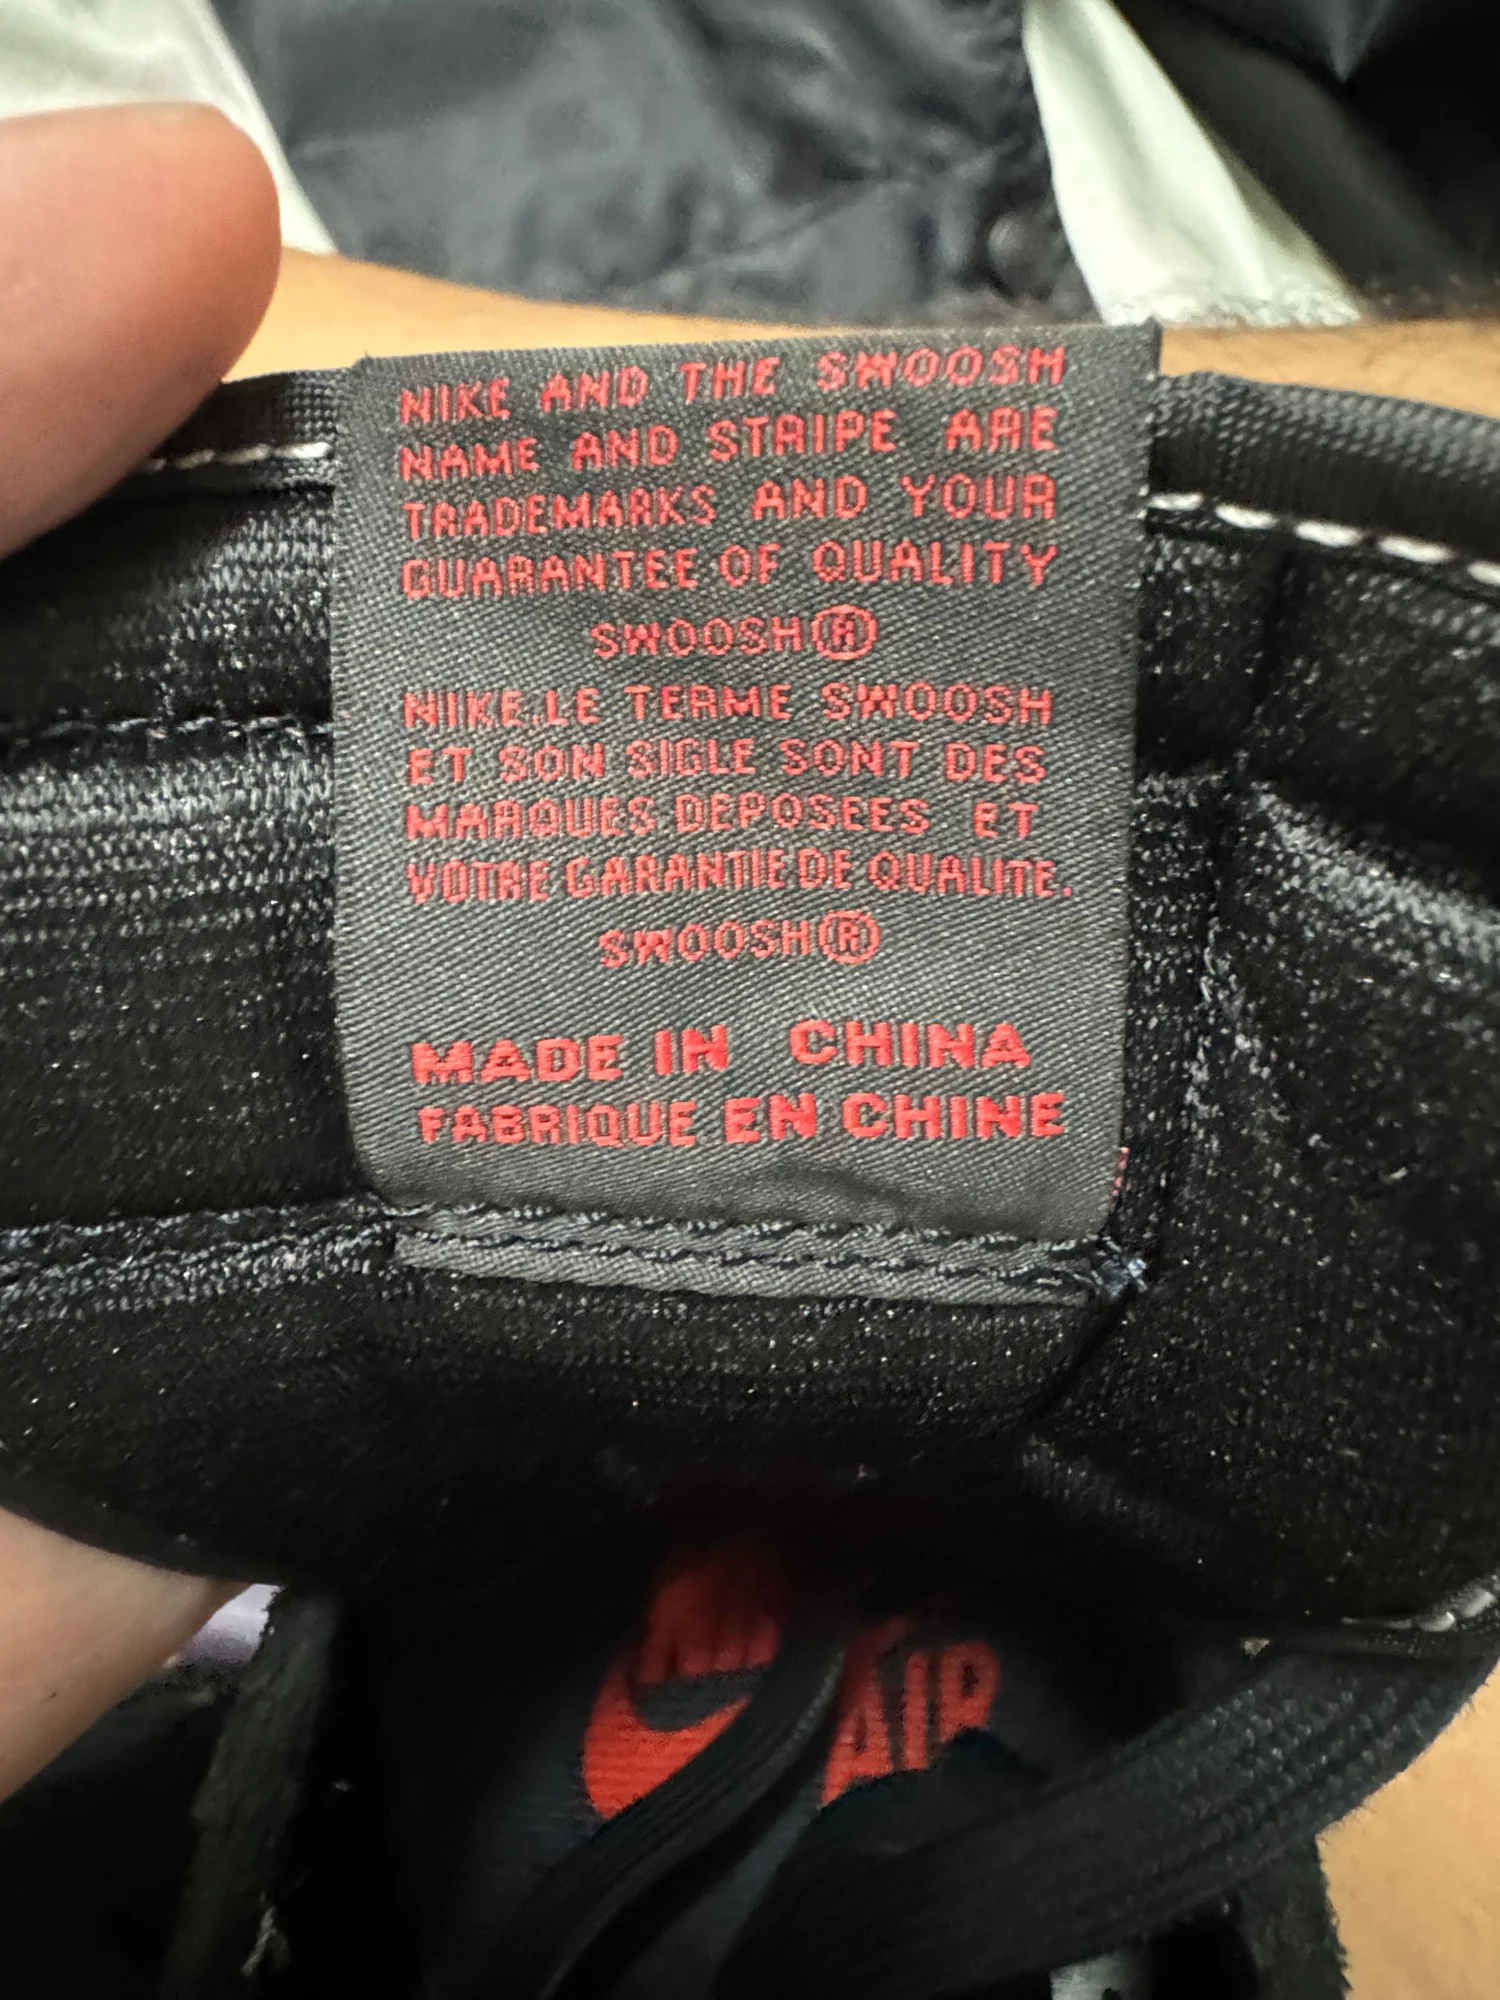 NIKE AND THE SWOOSH
NAME AND STRIPE ARE
TRADEMARKS AND YOUR
GUARANTEE OF QUALITY
SWOOSH®
NIIKE,LE TERME SWOOSH
ET SON SIGLE SONT DES
MARQUES DEPOSEES ET
VOTRE GARANTIE DE QUALITE.
SWOOSH®
MADE IN CHINA
FABRIQUE EN CHINE
AIR